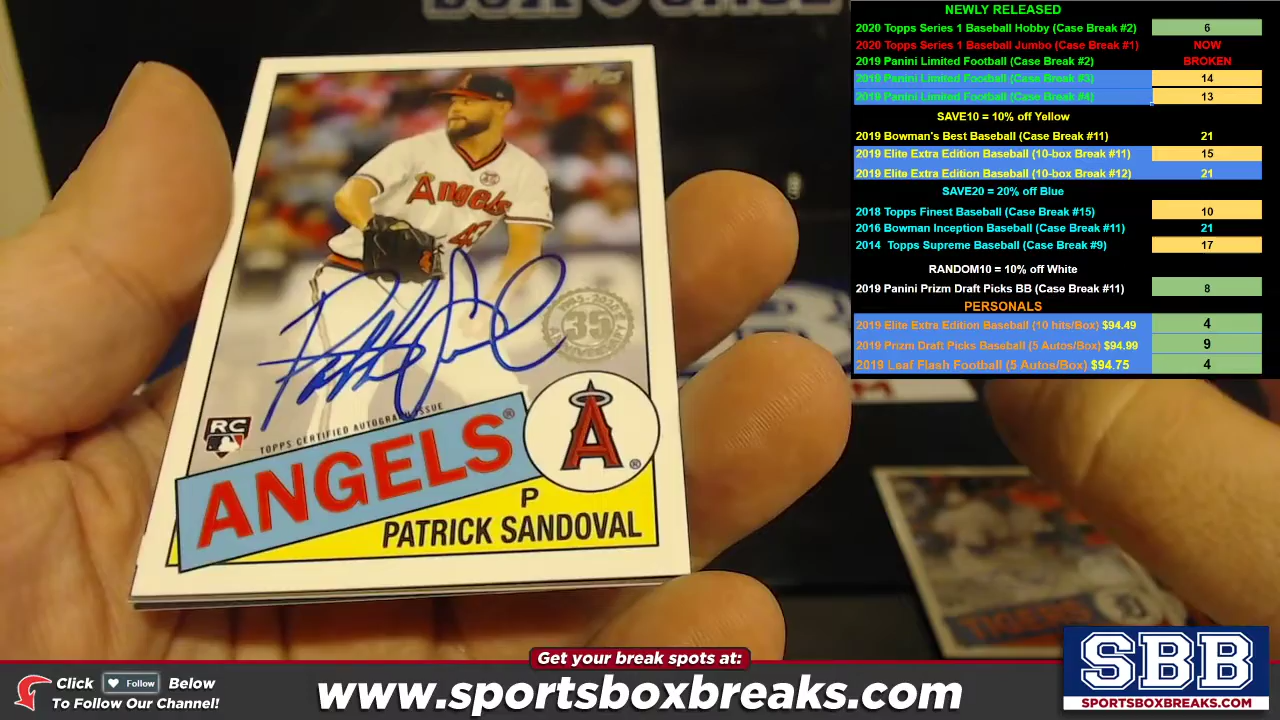 Topps
Angels
43
1985-2020
35
ANNIVERSARY
RC
TOPPS CERTIFIED AUTOGRAPH ISSUE
ANGELS®
A
®
P
PATRICK SANDOVAL
TIGERS
NEWLY RELEASED
2020 Topps Series 1 Baseball Hobby (Case Break #2) 6
2020 Topps Series 1 Baseball Jumbo (Case Break #1) NOW
2019 Panini Limited Football (Case Break #2) BROKEN
2019 Panini Limited Football (Case Break #3) 14
2019 Panini Limited Football (Case Break #4) 13
SAVE10 = 10% off Yellow
2019 Bowman's Best Baseball (Case Break #11) 21
2019 Elite Extra Edition Baseball (10-box Break #11) 15
2019 Elite Extra Edition Baseball (10-box Break #12) 21
SAVE20 = 20% off Blue
2018 Topps Finest Baseball (Case Break #15) 10
2016 Bowman Inception Baseball (Case Break #11) 21
2014 Topps Supreme Baseball (Case Break #9) 17
RANDOM10 = 10% off White
2019 Panini Prizm Draft Picks BB (Case Break #11) 8
PERSONALS
2019 Elite Extra Edition Baseball (10 hits/Box) $94.49 4
2019 Prizm Draft Picks Baseball (5 Autos/Box) $94.99 9
2019 Leaf Flash Football (5 Autos/Box) $94.75 4
Get your break spots at:
Click Follow Below
To Follow Our Channel!
www.sportsboxbreaks.com
SBB
SPORTSBOXBREAKS.COM